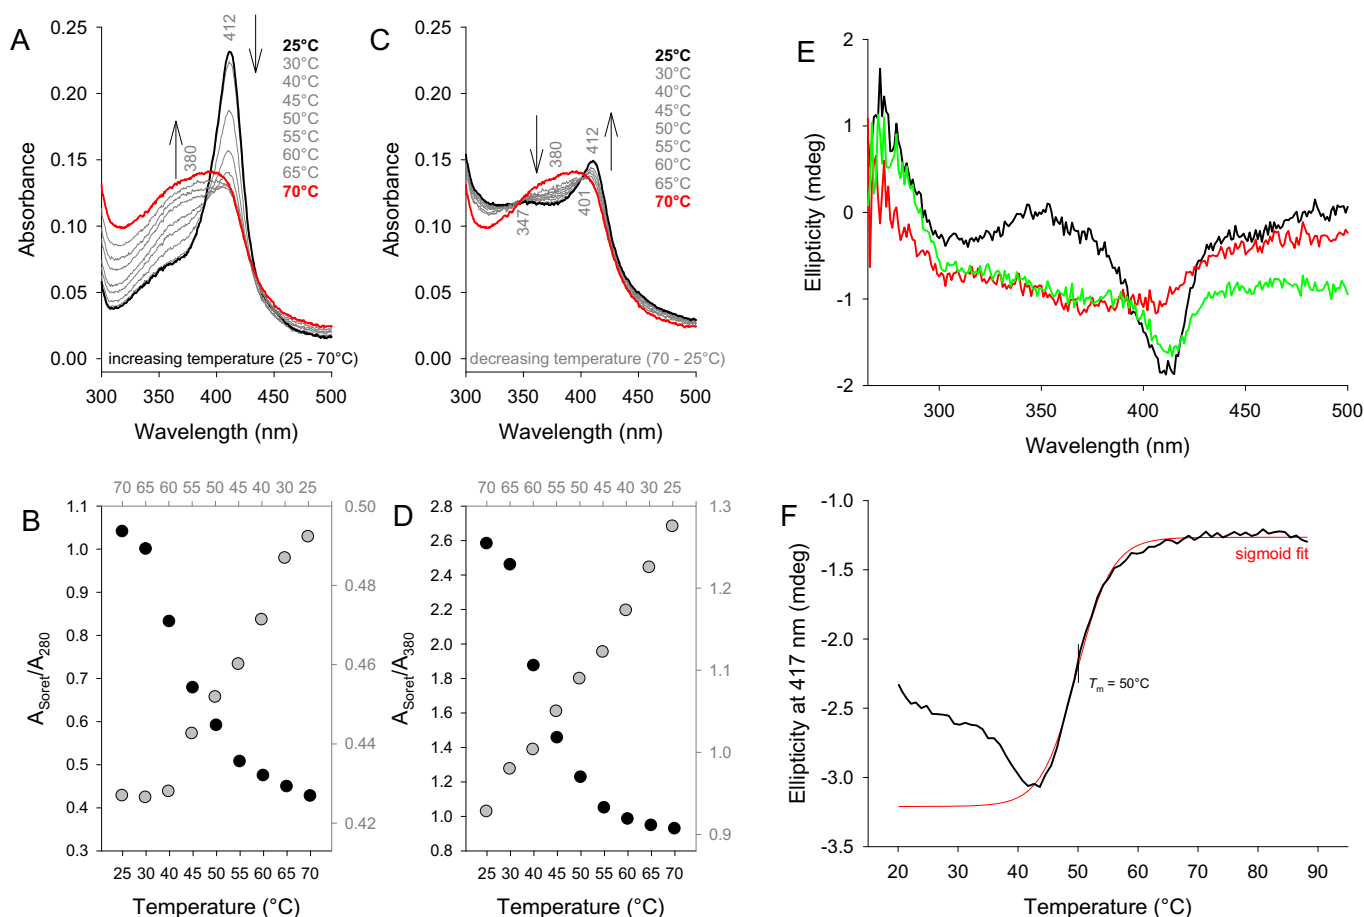 A
0.25
0.20
0.15
0.10
0.05
0.00
Absorbance
412
380
25°C
30°C
40°C
45°C
50°C
55°C
60°C
65°C
70°C
increasing temperature (25 - 70°C)
300 350 400 450 500
Wavelength (nm)
C
0.25
0.20
0.15
0.10
0.05
0.00
Absorbance
380
412
347
401
25°C
30°C
40°C
45°C
50°C
55°C
60°C
65°C
70°C
decreasing temperature (70 - 25°C)
300 350 400 450 500
Wavelength (nm)
E
2
1
0
-1
-2
Ellipticity (mdeg)
300 350 400 450 500
Wavelength (nm)
B
70 65 60 55 50 45 40 30 25
1.1
1.0
0.9
0.8
0.7
0.6
0.5
0.4
0.3
A_Soret/A_280
0.50
0.48
0.46
0.44
0.42
25 30 40 45 50 55 60 65 70
Temperature (°C)
D
70 65 60 55 50 45 40 30 25
2.8
2.6
2.4
2.2
2.0
1.8
1.6
1.4
1.2
1.0
0.8
A_Soret/A_380
1.3
1.2
1.1
1.0
0.9
25 30 40 45 50 55 60 65 70
Temperature (°C)
F
-1.0
-1.5
-2.0
-2.5
-3.0
-3.5
Ellipticity at 417 nm (mdeg)
sigmoid fit
T_m = 50°C
20 30 40 50 60 70 80 90
Temperature (°C)